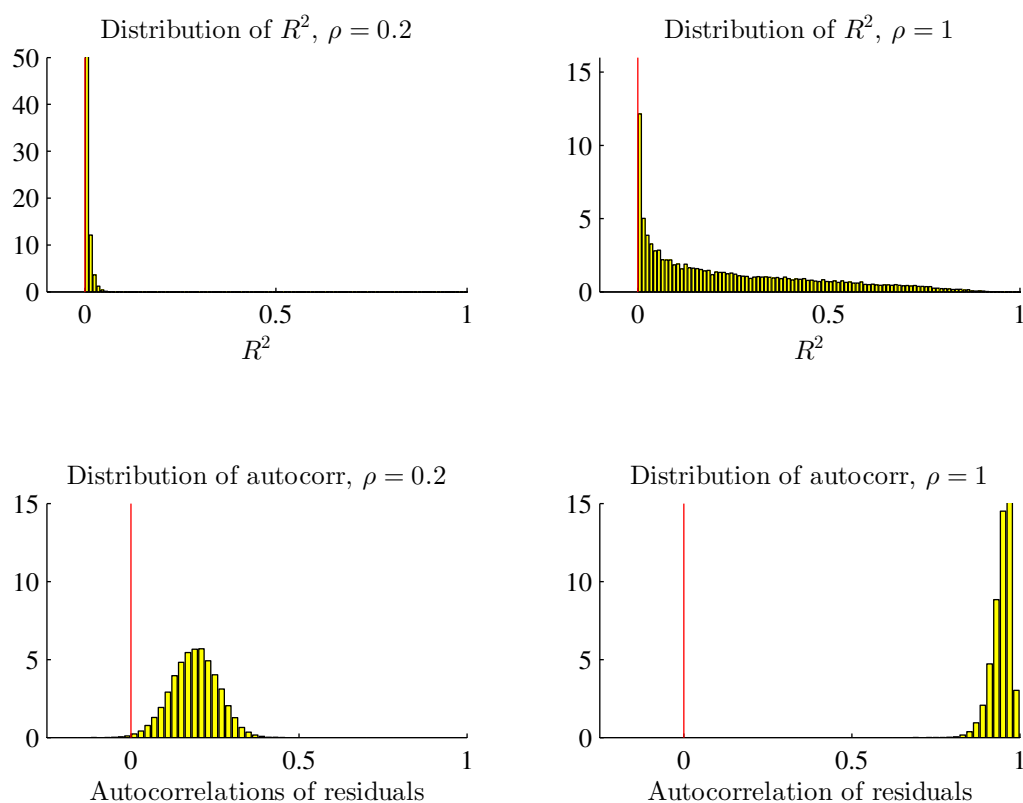 Distribution of R², ρ = 0.2
50
40
30
20
10
0
0 0.5 1
R²
Distribution of R², ρ = 1
15
10
5
0
0 0.5 1
R²
Distribution of autocorr, ρ = 0.2
15
10
5
0
0 0.5 1
Autocorrelations of residuals
Distribution of autocorr, ρ = 1
15
10
5
0
0 0.5 1
Autocorrelation of residuals